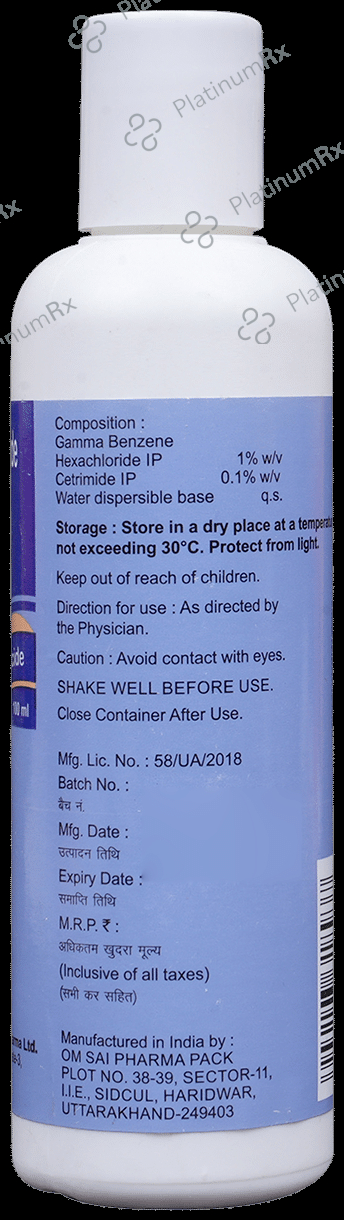 PlatinumRx
PlatinumRx
PlatinumRx
Composition :
Gamma Benzene
Hexachloride IP 1% w/v
Cetrimide IP 0.1% w/v
Water dispersible base q.s.
Storage : Store in a dry place at a
not exceeding 30°C. Protect from light.
Keep out of reach of children.
Direction for use : As directed by
the Physician.
Caution : Avoid contact with eyes.
SHAKE WELL BEFORE USE.
Close Container After Use.
100 ml
Mfg. Lic. No. : 58/UA/2018
Batch No. :
बैच नं.
Mfg. Date :
उत्पादन तिथि
Expiry Date :
समाप्ति तिथि
M.R.P. ₹ :
अधिकतम खुदरा मूल्य
(Inclusive of all taxes)
(सभी कर सहित)
Ltd.
Manufactured in India by :
OM SAI PHARMA PACK
PLOT NO. 38-39, SECTOR-11,
I.I.E., SIDCUL, HARIDWAR,
UTTARAKHAND-249403